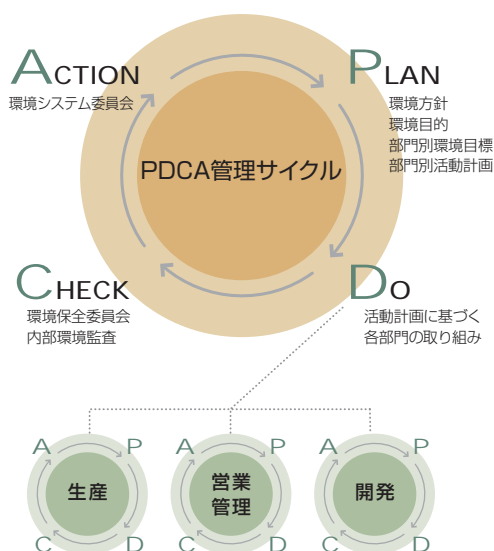 ACTION
環境システム委員会
PLAN
環境方針
環境目的
部門別環境目標
部門別活動計画
PDCA管理サイクル
CHECK
環境保全委員会
内部環境監査
DO
活動計画に基づく
各部門の取り組み
A P
生産
C D
A P
営業
管理
C D
A P
開発
C D